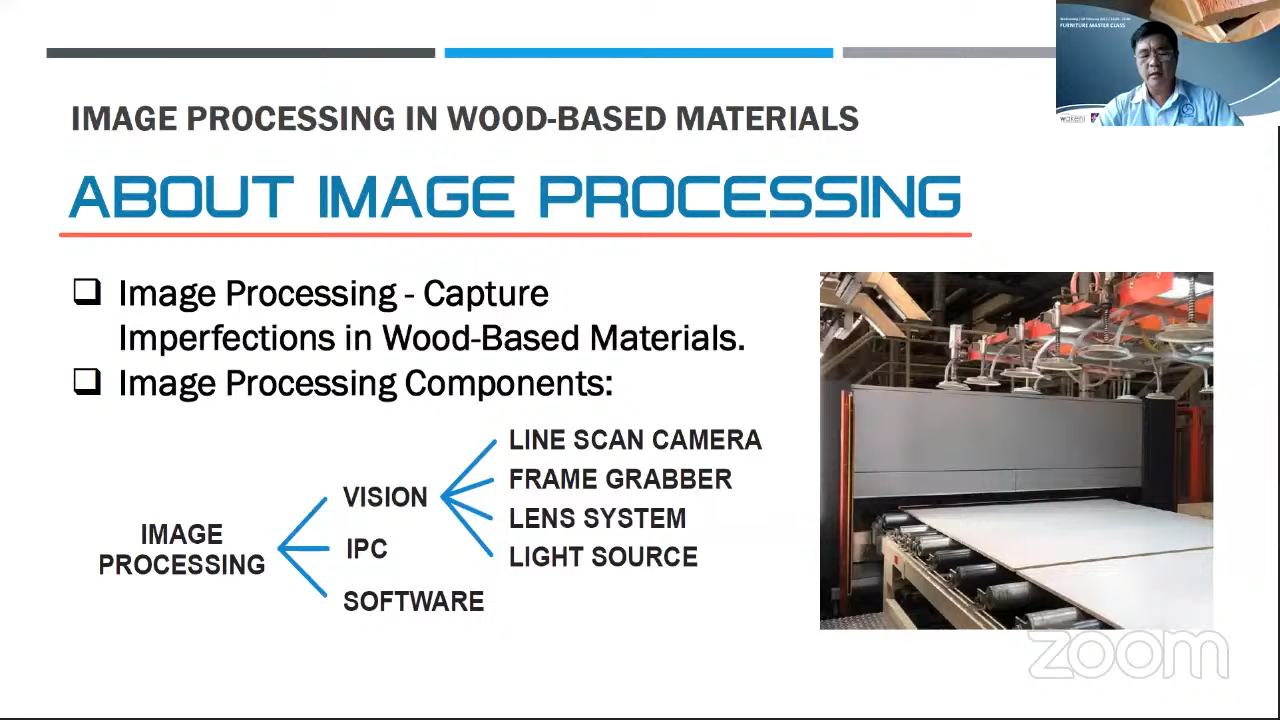 FURNITURE MASTER CLASS
IMAGE PROCESSING IN WOOD-BASED MATERIALS
ABOUT IMAGE PROCESSING
Image Processing - Capture
Imperfections in Wood-Based Materials.
Image Processing Components:
LINE SCAN CAMERA
FRAME GRABBER
VISION
LENS SYSTEM
IMAGE
PROCESSING
IPC
LIGHT SOURCE
SOFTWARE
zoom